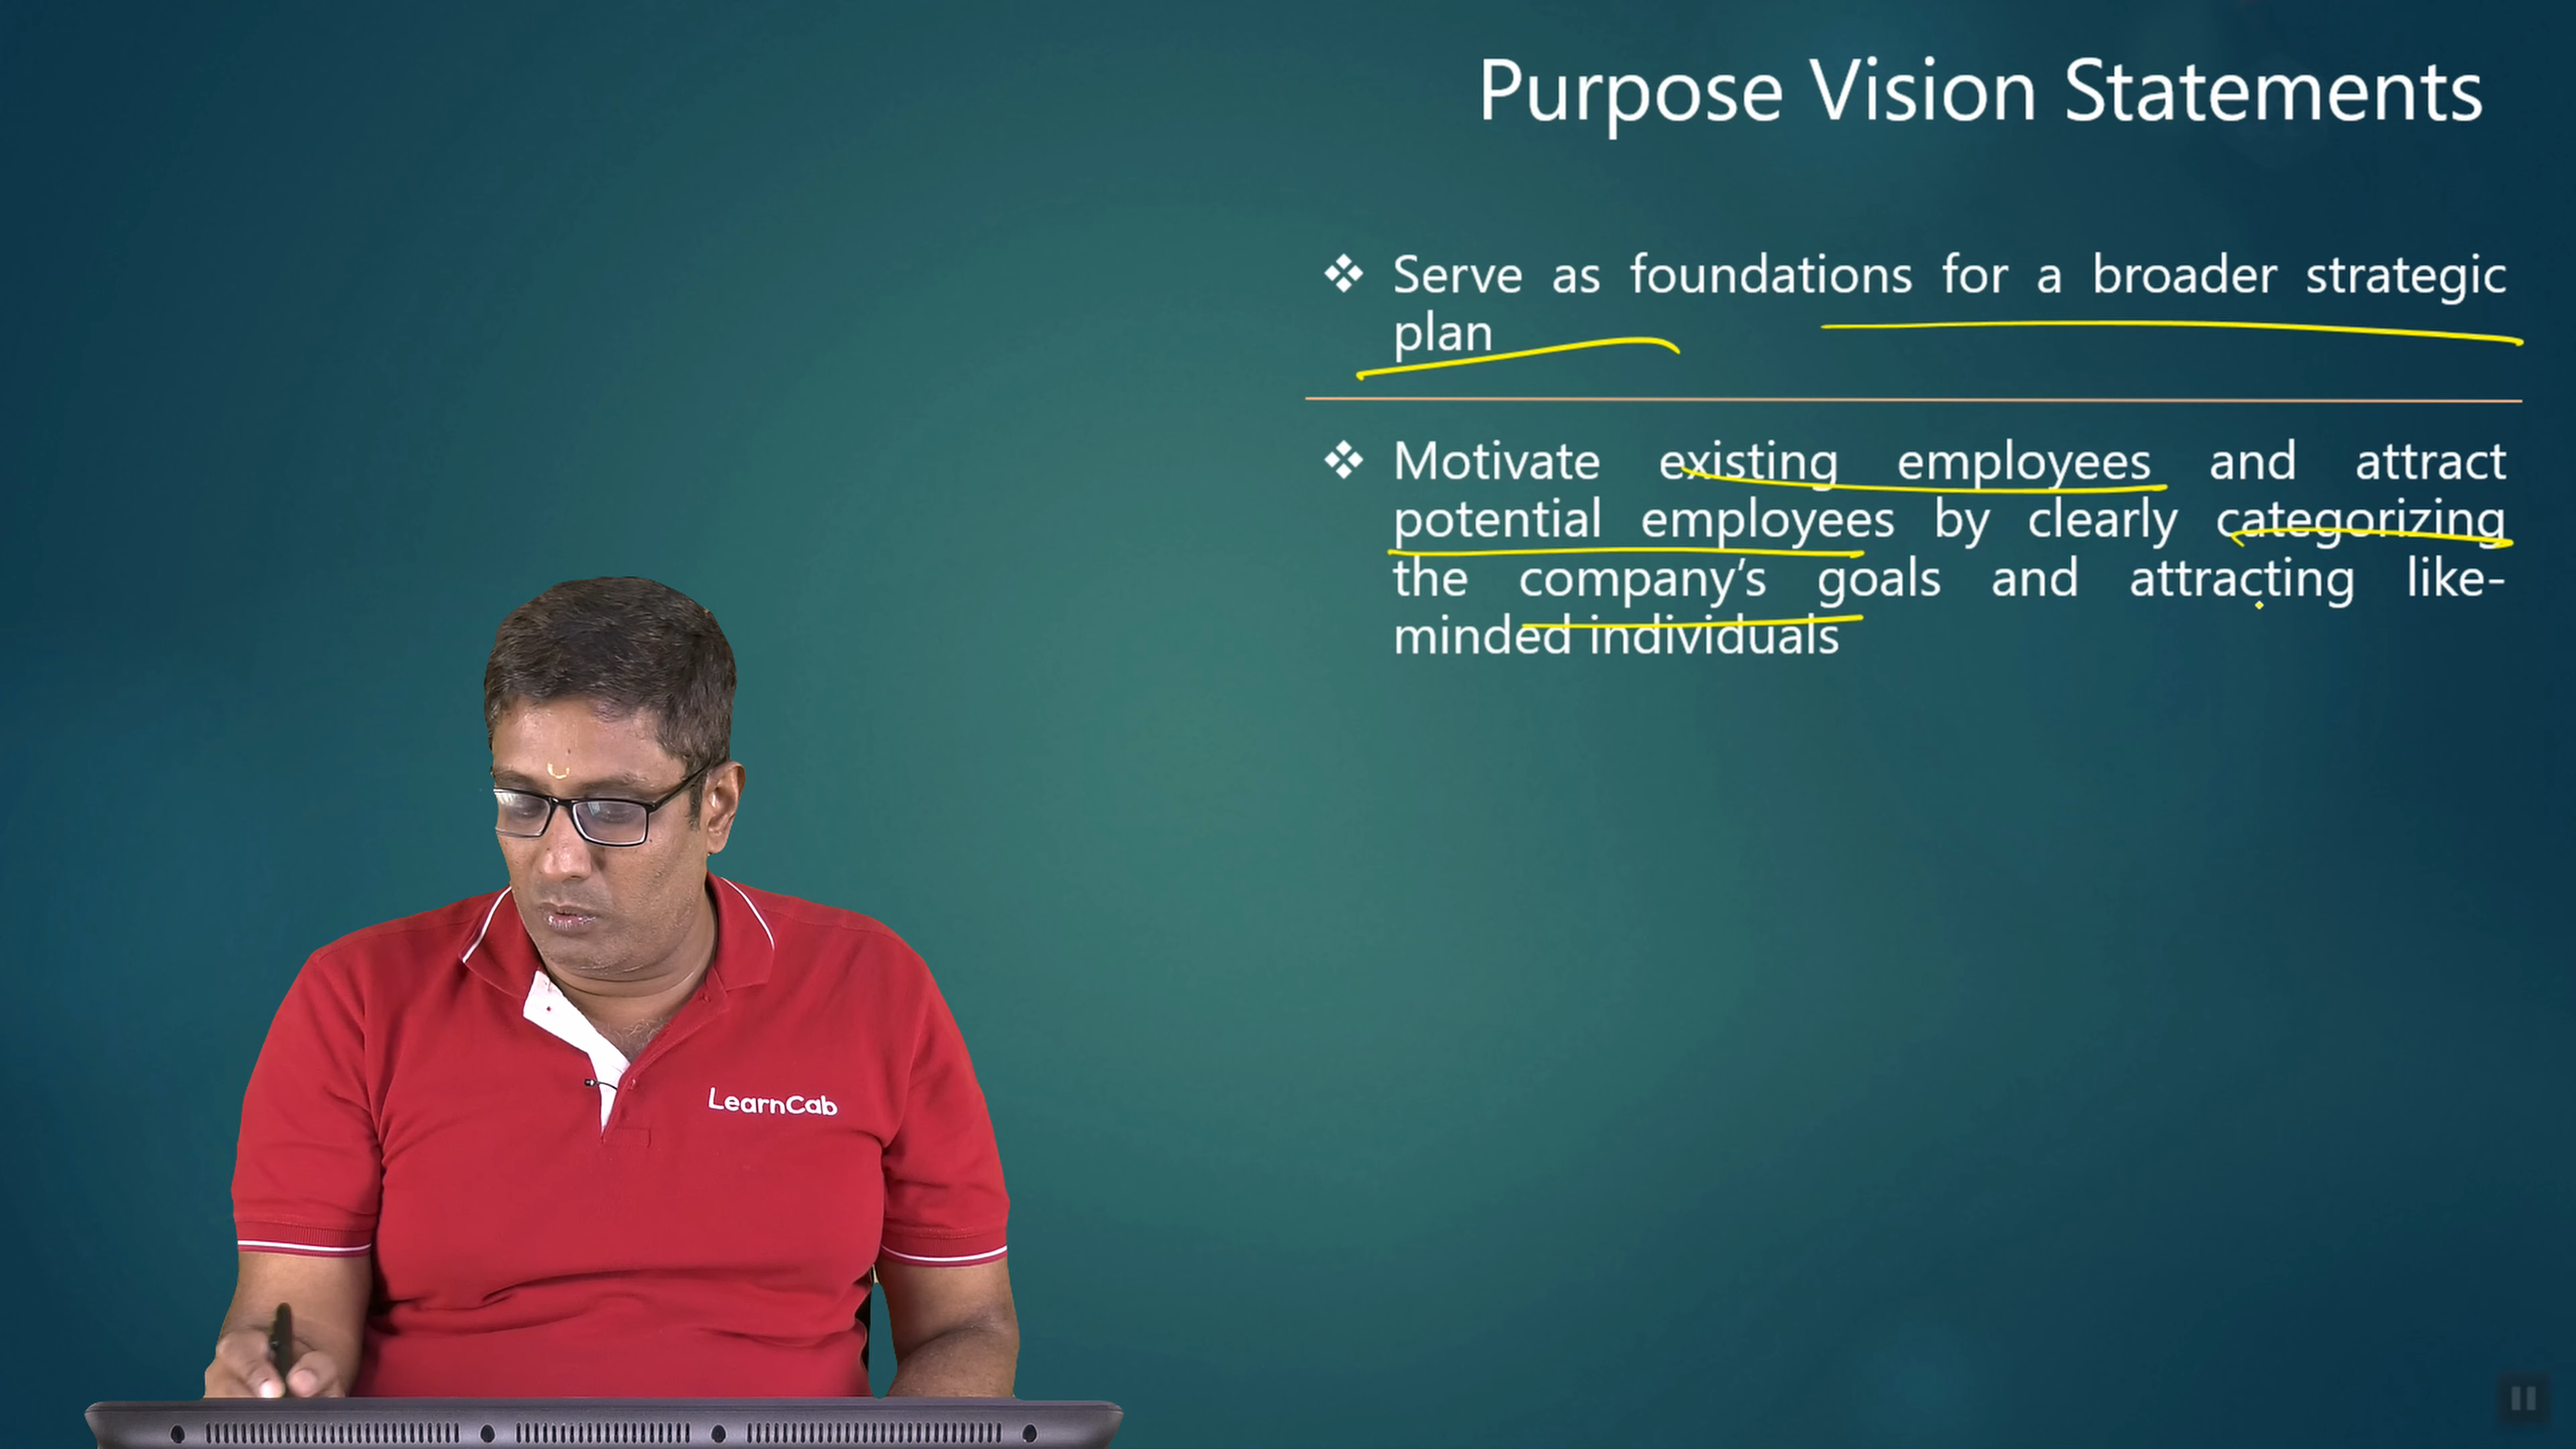 Purpose Vision Statements
❖ Serve as foundations for a broader strategic
plan
❖ Motivate existing employees and attract
potential employees by clearly categorizing
the company's goals and attracting like-
minded individuals
LearnCab